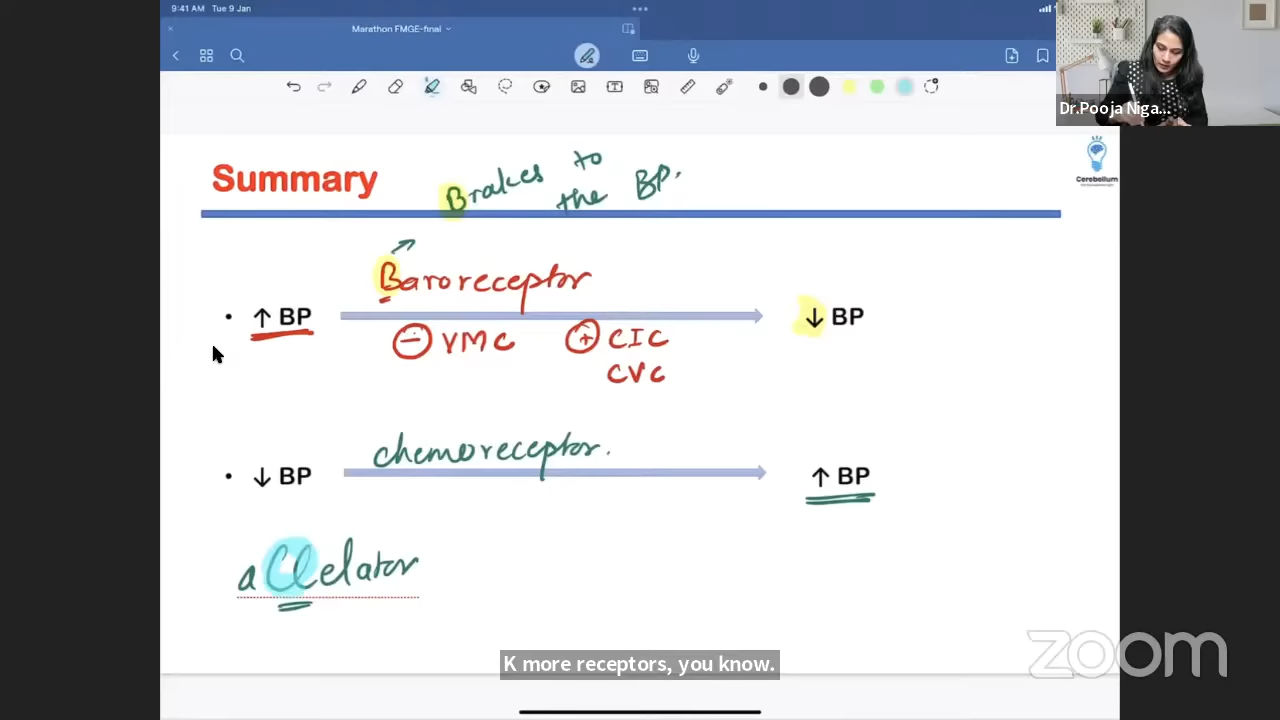 9:41 AM Tue 9 Jan
Marathon FMGE-final
Dr.Pooja Niga...
Cerebellum
Summary
Brakes to the BP.
Baroreceptor
• ↑ BP
↓ BP
⊖ VMC ⊕ CIC
CVC
chemoreceptor.
• ↓ BP
↑ BP
aCCelator
K more receptors, you know.
zoom